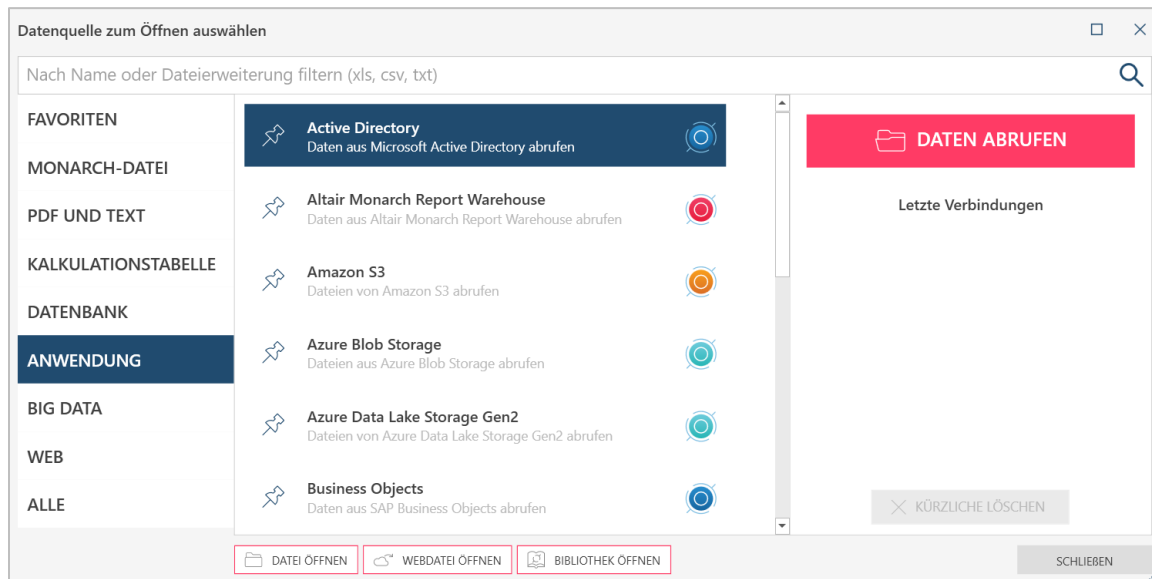 Datenquelle zum Öffnen auswählen
Nach Name oder Dateierweiterung filtern (xls, csv, txt)
FAVORITEN
MONARCH-DATEI
PDF UND TEXT
KALKULATIONSTABELLE
DATENBANK
ANWENDUNG
BIG DATA
WEB
ALLE
Active Directory
Daten aus Microsoft Active Directory abrufen
Altair Monarch Report Warehouse
Daten aus Altair Monarch Report Warehouse abrufen
Amazon S3
Dateien von Amazon S3 abrufen
Azure Blob Storage
Dateien aus Azure Blob Storage abrufen
Azure Data Lake Storage Gen2
Dateien von Azure Data Lake Storage Gen2 abrufen
Business Objects
Daten aus SAP Business Objects abrufen
DATEN ABRUFEN
Letzte Verbindungen
KÜRZLICHE LÖSCHEN
DATEI ÖFFNEN
WEBDATEI ÖFFNEN
BIBLIOTHEK ÖFFNEN
SCHLIEßEN